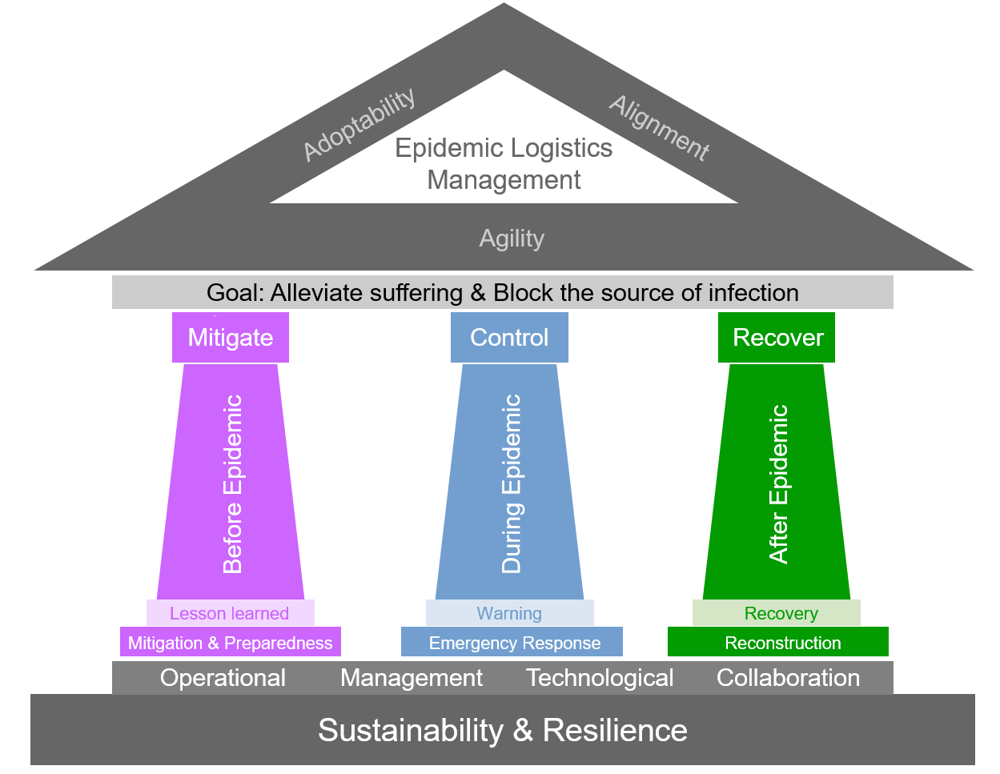 Adoptability
Alignment
Epidemic Logistics
Management
Agility
Goal: Alleviate suffering & Block the source of infection
Mitigate
Control
Recover
Before Epidemic
During Epidemic
After Epidemic
Lesson learned
Warning
Recovery
Mitigation & Preparedness
Emergency Response
Reconstruction
Operational
Management
Technological
Collaboration
Sustainability & Resilience